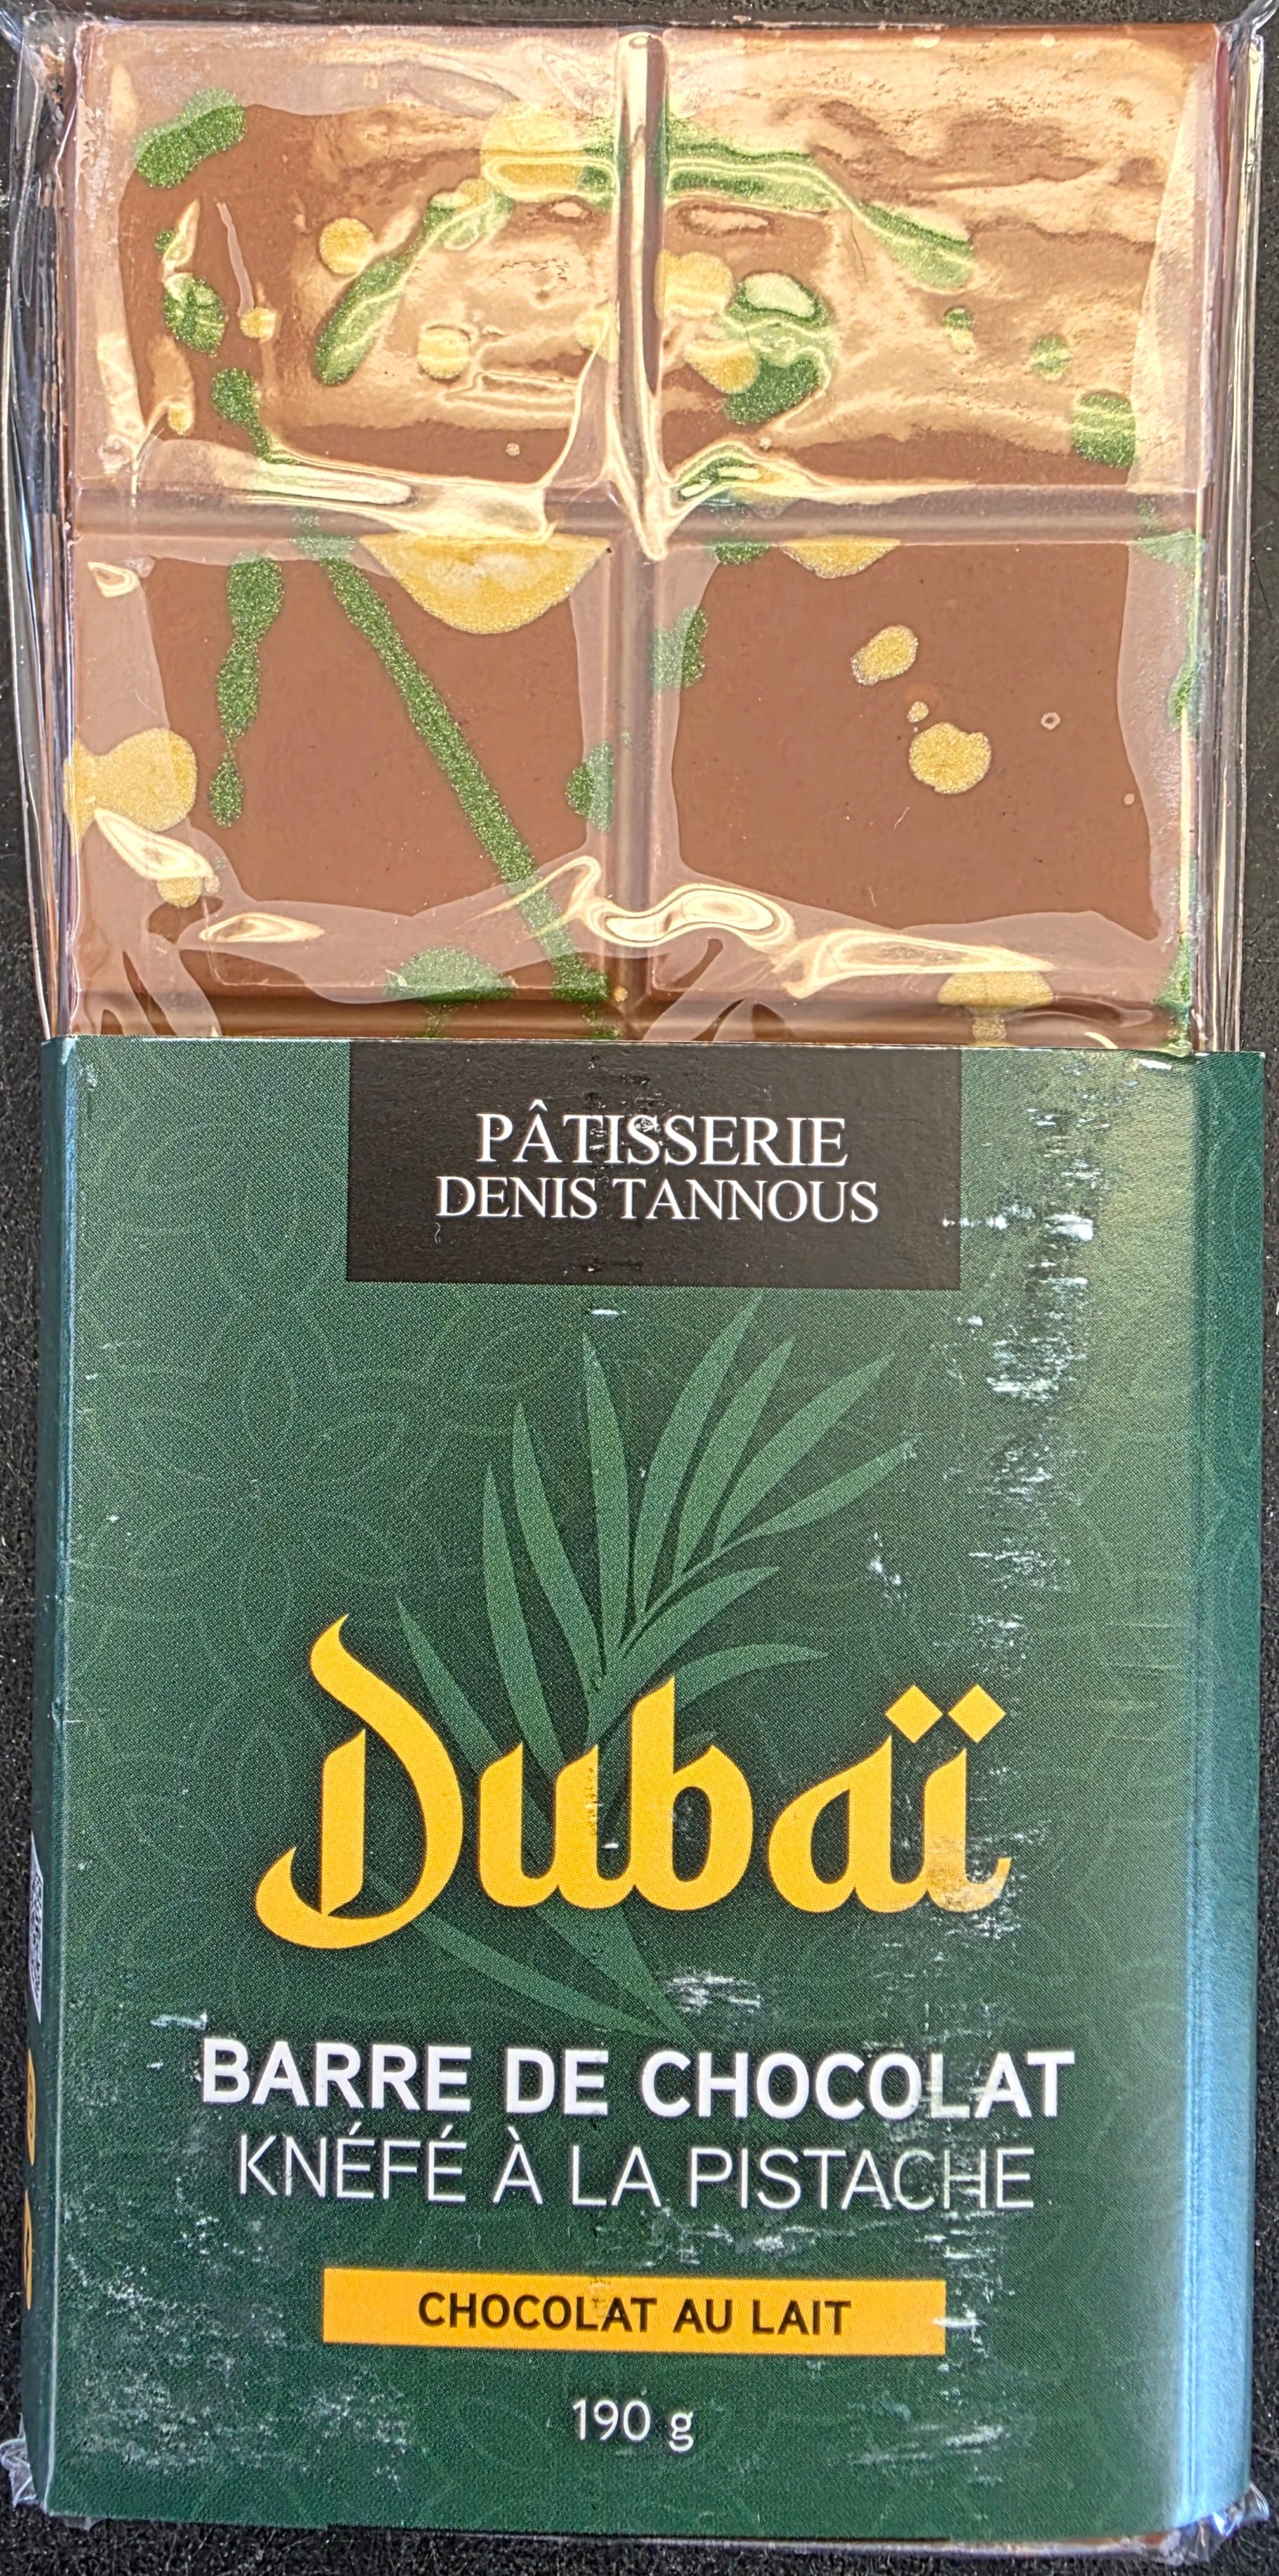 PÂTISSERIE
DENIS TANNOUS
Dubaï
BARRE DE CHOCOLAT
KNÉFÉ À LA PISTACHE
CHOCOLAT AU LAIT
190 g